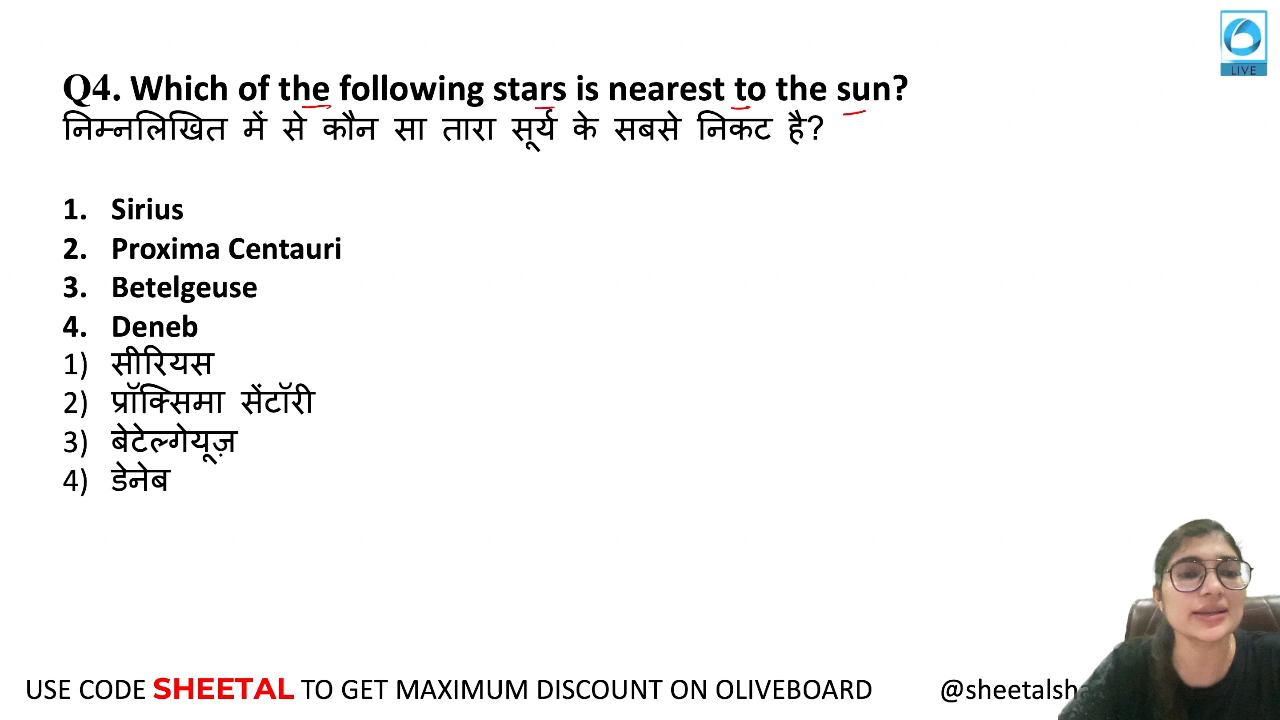 LIVE
Q4. Which of the following stars is nearest to the sun?
निम्नलिखित में से कौन सा तारा सूर्य के सबसे निकट है?
1. Sirius
2. Proxima Centauri
3. Betelgeuse
4. Deneb
1) सीरियस
2) प्रॉक्सिमा सेंटॉरी
3) बेटेल्गेयूज़
4) डेनेब
USE CODE SHEETAL TO GET MAXIMUM DISCOUNT ON OLIVEBOARD